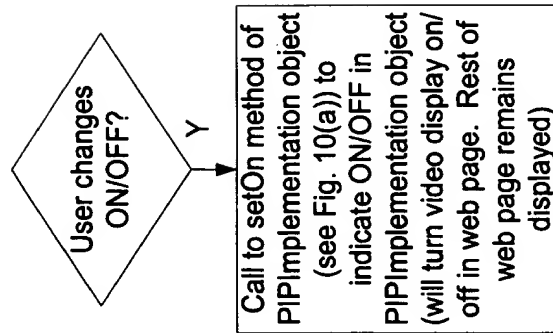 User changes
ON/OFF?
Y
Call to setOn method of
PIPImplementation object
(see Fig. 10(a)) to
indicate ON/OFF in
PIPImplementation object
(will turn video display on/
off in web page. Rest of
web page remains
displayed)